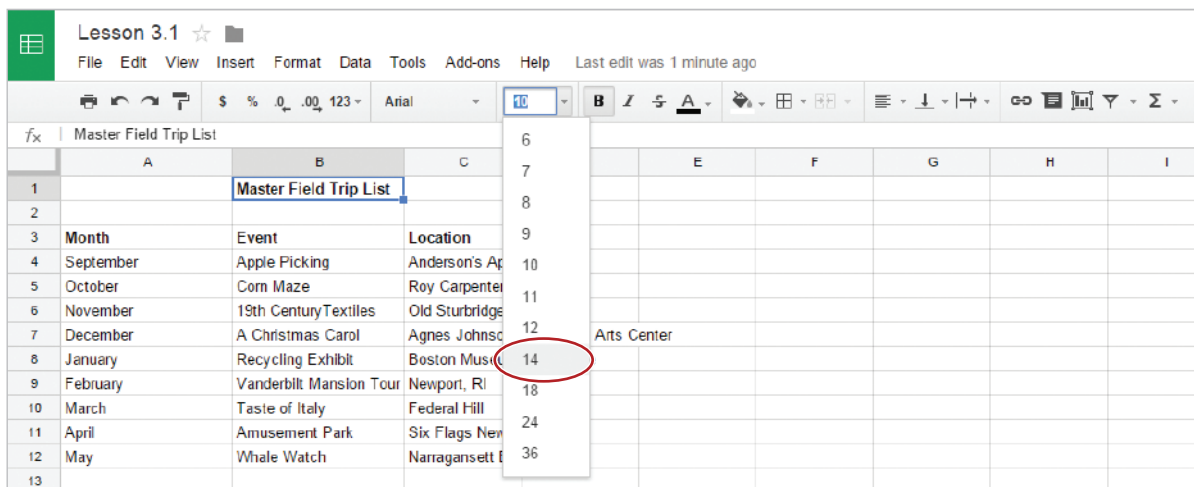 Lesson 3.1
File Edit View Insert Format Data Tools Add-ons Help Last edit was 1 minute ago
$ % .0 .00 123 Arial 10 B I S A
fx Master Field Trip List
A B C E F G H I
1 Master Field Trip List
2
3 Month Event Location
4 September Apple Picking Anderson's Ap
5 October Corn Maze Roy Carpenter
6 November 19th CenturyTextiles Old Sturbridge
7 December A Christmas Carol Agnes Johnso Arts Center
8 January Recycling Exhibit Boston Museu
9 February Vanderbilt Mansion Tour Newport, RI
10 March Taste of Italy Federal Hill
11 April Amusement Park Six Flags New
12 May Whale Watch Narragansett B
13
6
7
8
9
10
11
12
14
18
24
36